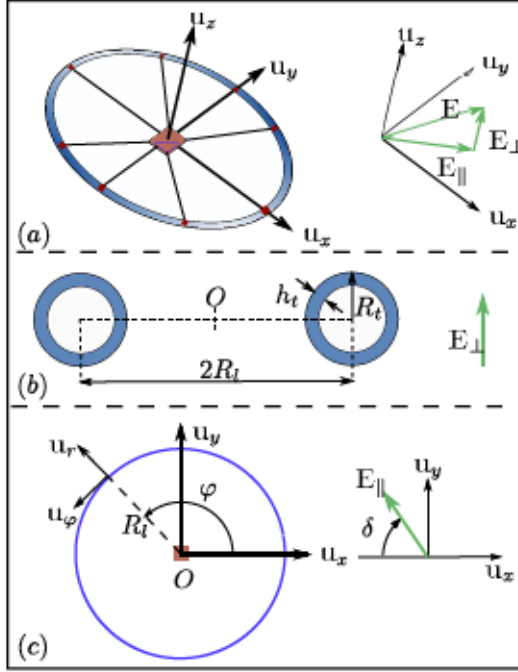 u_z
u_y
u_x
(a)
u_z
u_y
E
E_⊥
E_∥
u_x
O
h_t
R_t
2R_l
E_⊥
(b)
u_y
u_r
u_φ
R_l
φ
O
u_x
E_∥
u_y
δ
u_x
(c)